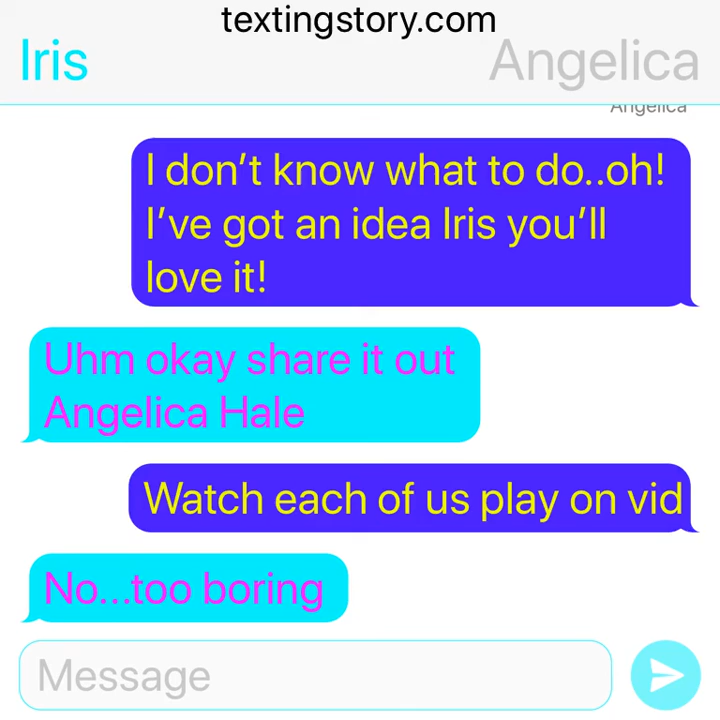 textingstory.com
Iris
Angelica
Angelica
I don’t know what to do..oh!
I’ve got an idea Iris you’ll
love it!
Uhm okay share it out
Angelica Hale
Watch each of us play on vid
No...too boring
Message